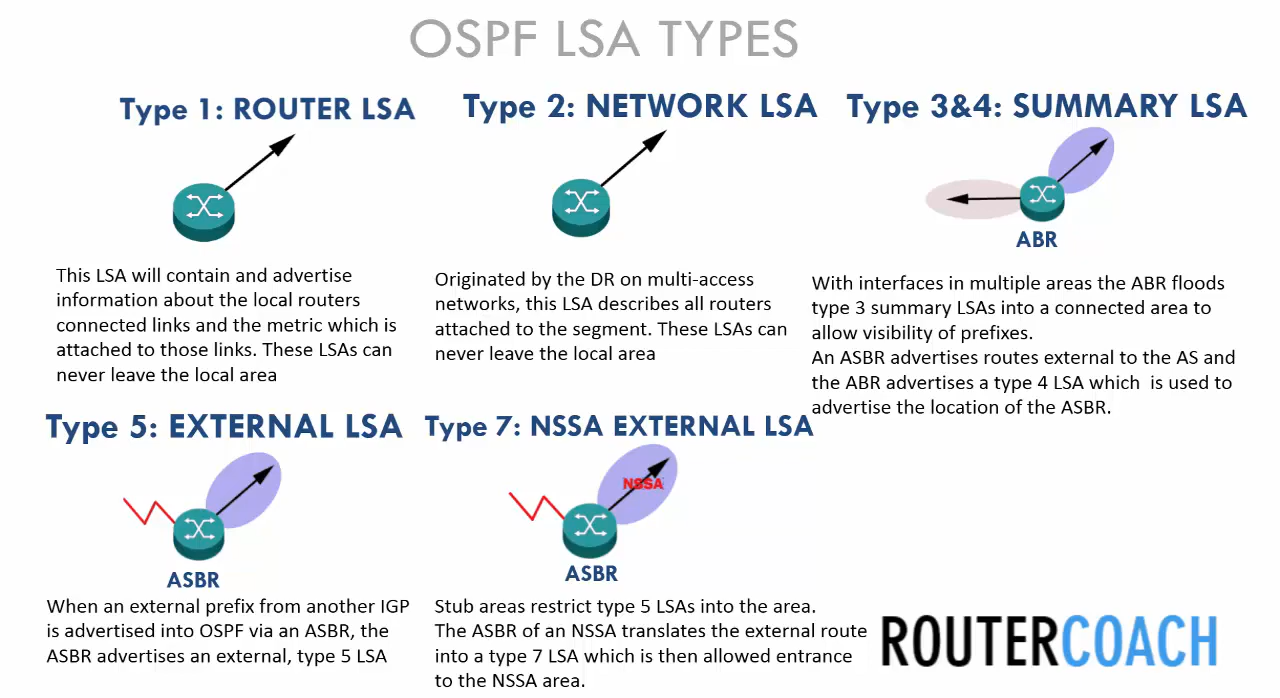 OSPF LSA TYPES
Type 1: ROUTER LSA
This LSA will contain and advertise
information about the local routers
connected links and the metric which is
attached to those links. These LSAs can
never leave the local area
Type 2: NETWORK LSA
Originated by the DR on multi-access
networks, this LSA describes all routers
attached to the segment. These LSAs can
never leave the local area
Type 3&4: SUMMARY LSA
ABR
With interfaces in multiple areas the ABR floods
type 3 summary LSAs into a connected area to
allow visibility of prefixes.
An ASBR advertises routes external to the AS and
the ABR advertises a type 4 LSA which  is used to
advertise the location of the ASBR.
Type 5: EXTERNAL LSA
ASBR
When an external prefix from another IGP
is advertised into OSPF via an ASBR, the
ASBR advertises an external, type 5 LSA
Type 7: NSSA EXTERNAL LSA
NSSA
ASBR
Stub areas restrict type 5 LSAs into the area.
The ASBR of an NSSA translates the external route
into a type 7 LSA which is then allowed entrance
to the NSSA area.
ROUTERCOACH